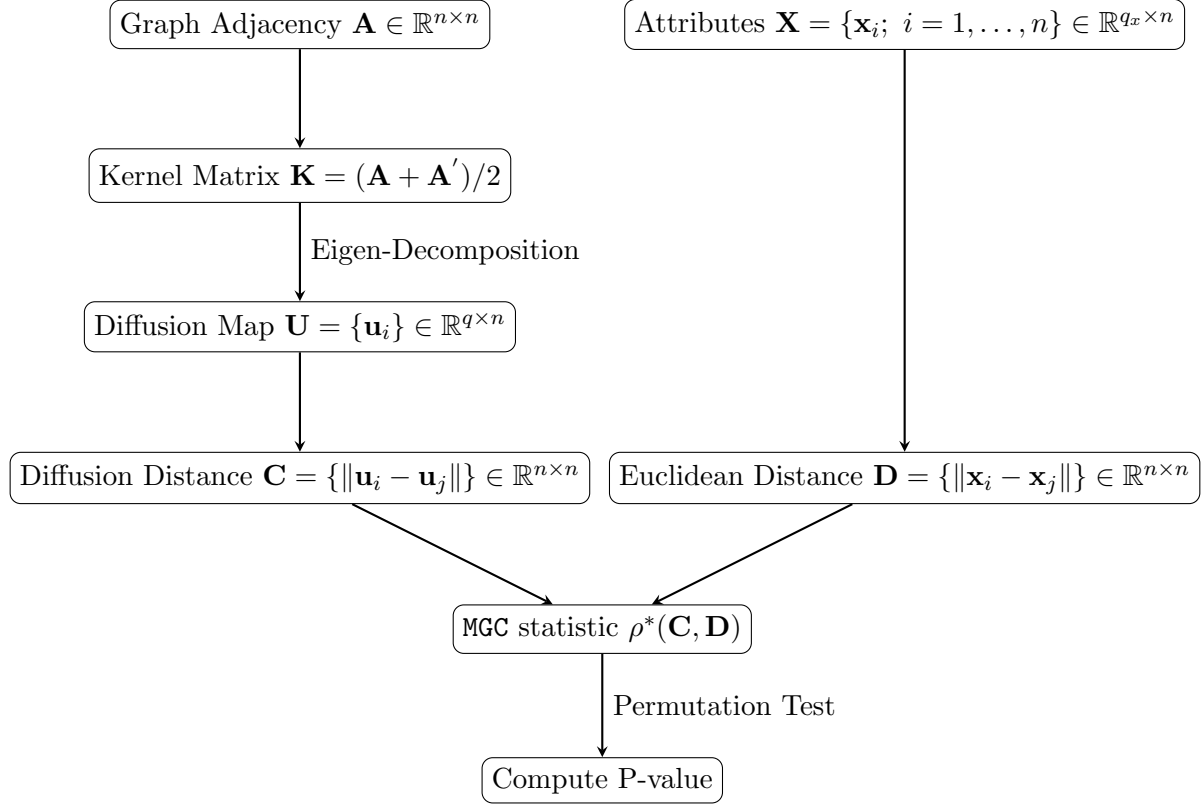 Graph Adjacency A ∈ ℝ^{n×n}
Attributes X = {x_i; i = 1, . . . , n} ∈ ℝ^{q_x×n}
Kernel Matrix K = (A + A′)/2
Eigen-Decomposition
Diffusion Map U = {u_i} ∈ ℝ^{q×n}
Diffusion Distance C = {‖u_i − u_j‖} ∈ ℝ^{n×n}
Euclidean Distance D = {‖x_i − x_j‖} ∈ ℝ^{n×n}
MGC statistic ρ*(C, D)
Permutation Test
Compute P-value